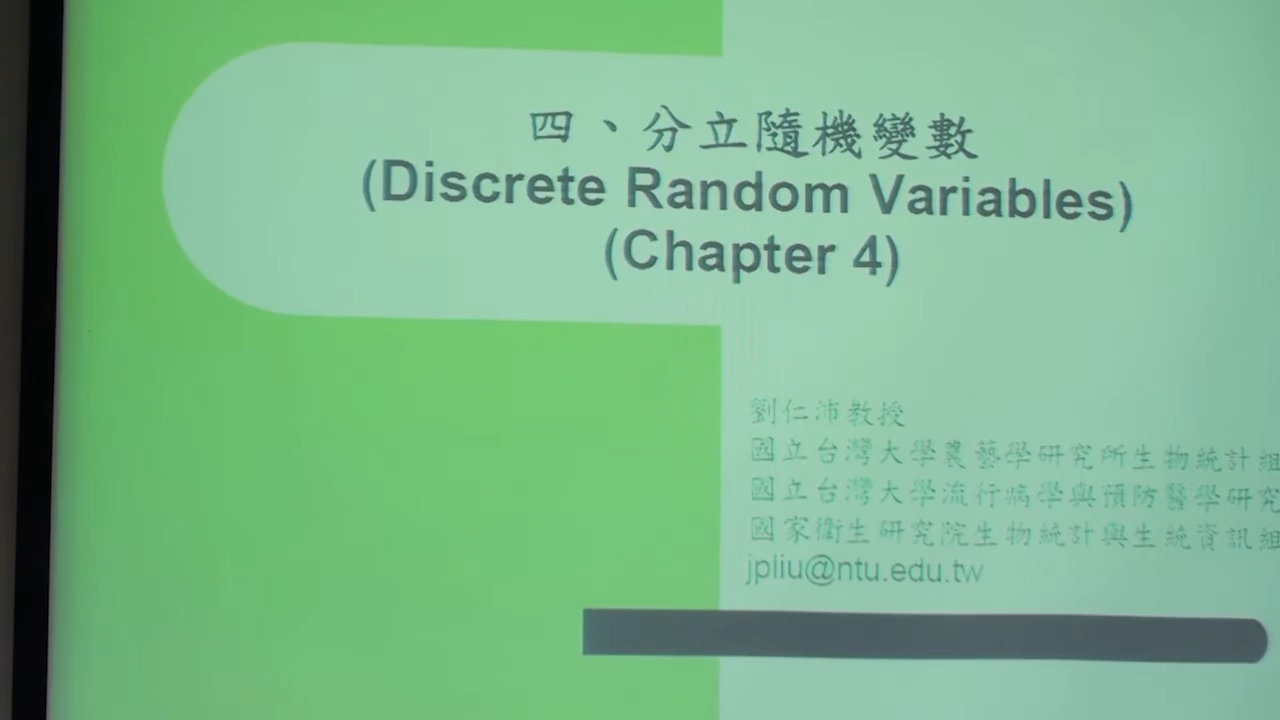 四、分立隨機變數
(Discrete Random Variables)
(Chapter 4)
劉仁沛教授
國立台灣大學農藝學研究所生物統計組
國立台灣大學流行病學與預防醫學研究
國家衛生研究院生物統計與生統資訊組
jpliu@ntu.edu.tw